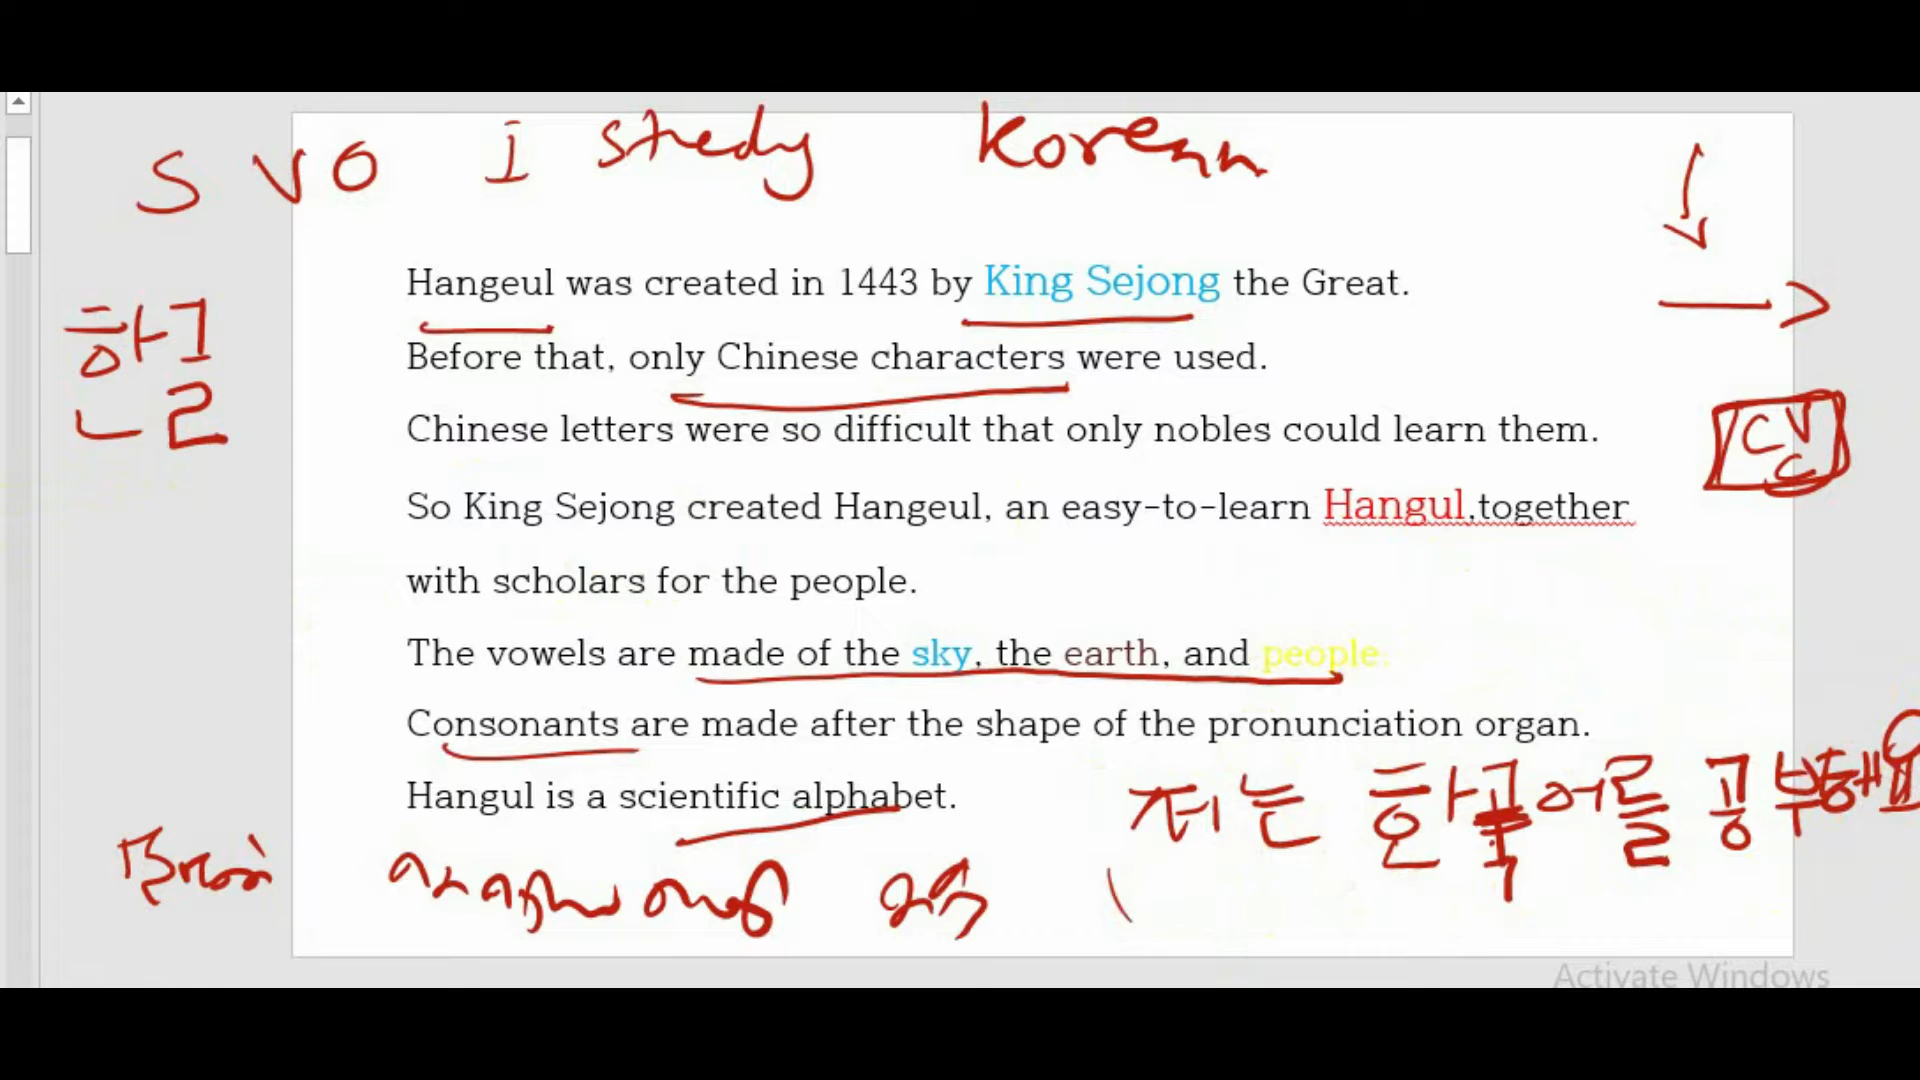 S V O I study Korean
Hangeul was created in 1443 by King Sejong the Great.
한글
Before that, only Chinese characters were used.
Chinese letters were so difficult that only nobles could learn them.
C V C
So King Sejong created Hangeul, an easy-to-learn Hangul,together
with scholars for the people.
The vowels are made of the sky, the earth, and people.
Consonants are made after the shape of the pronunciation organ.
Hangul is a scientific alphabet.
저는 한국어를 공부해요
Activate Windows